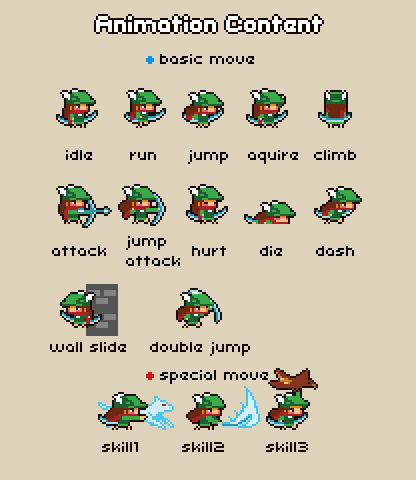 Animation Content
basic move
idle run jump aquire climb
attack jump attack hurt die dash
wall slide double jump
special move
skill1 skill2 skill3